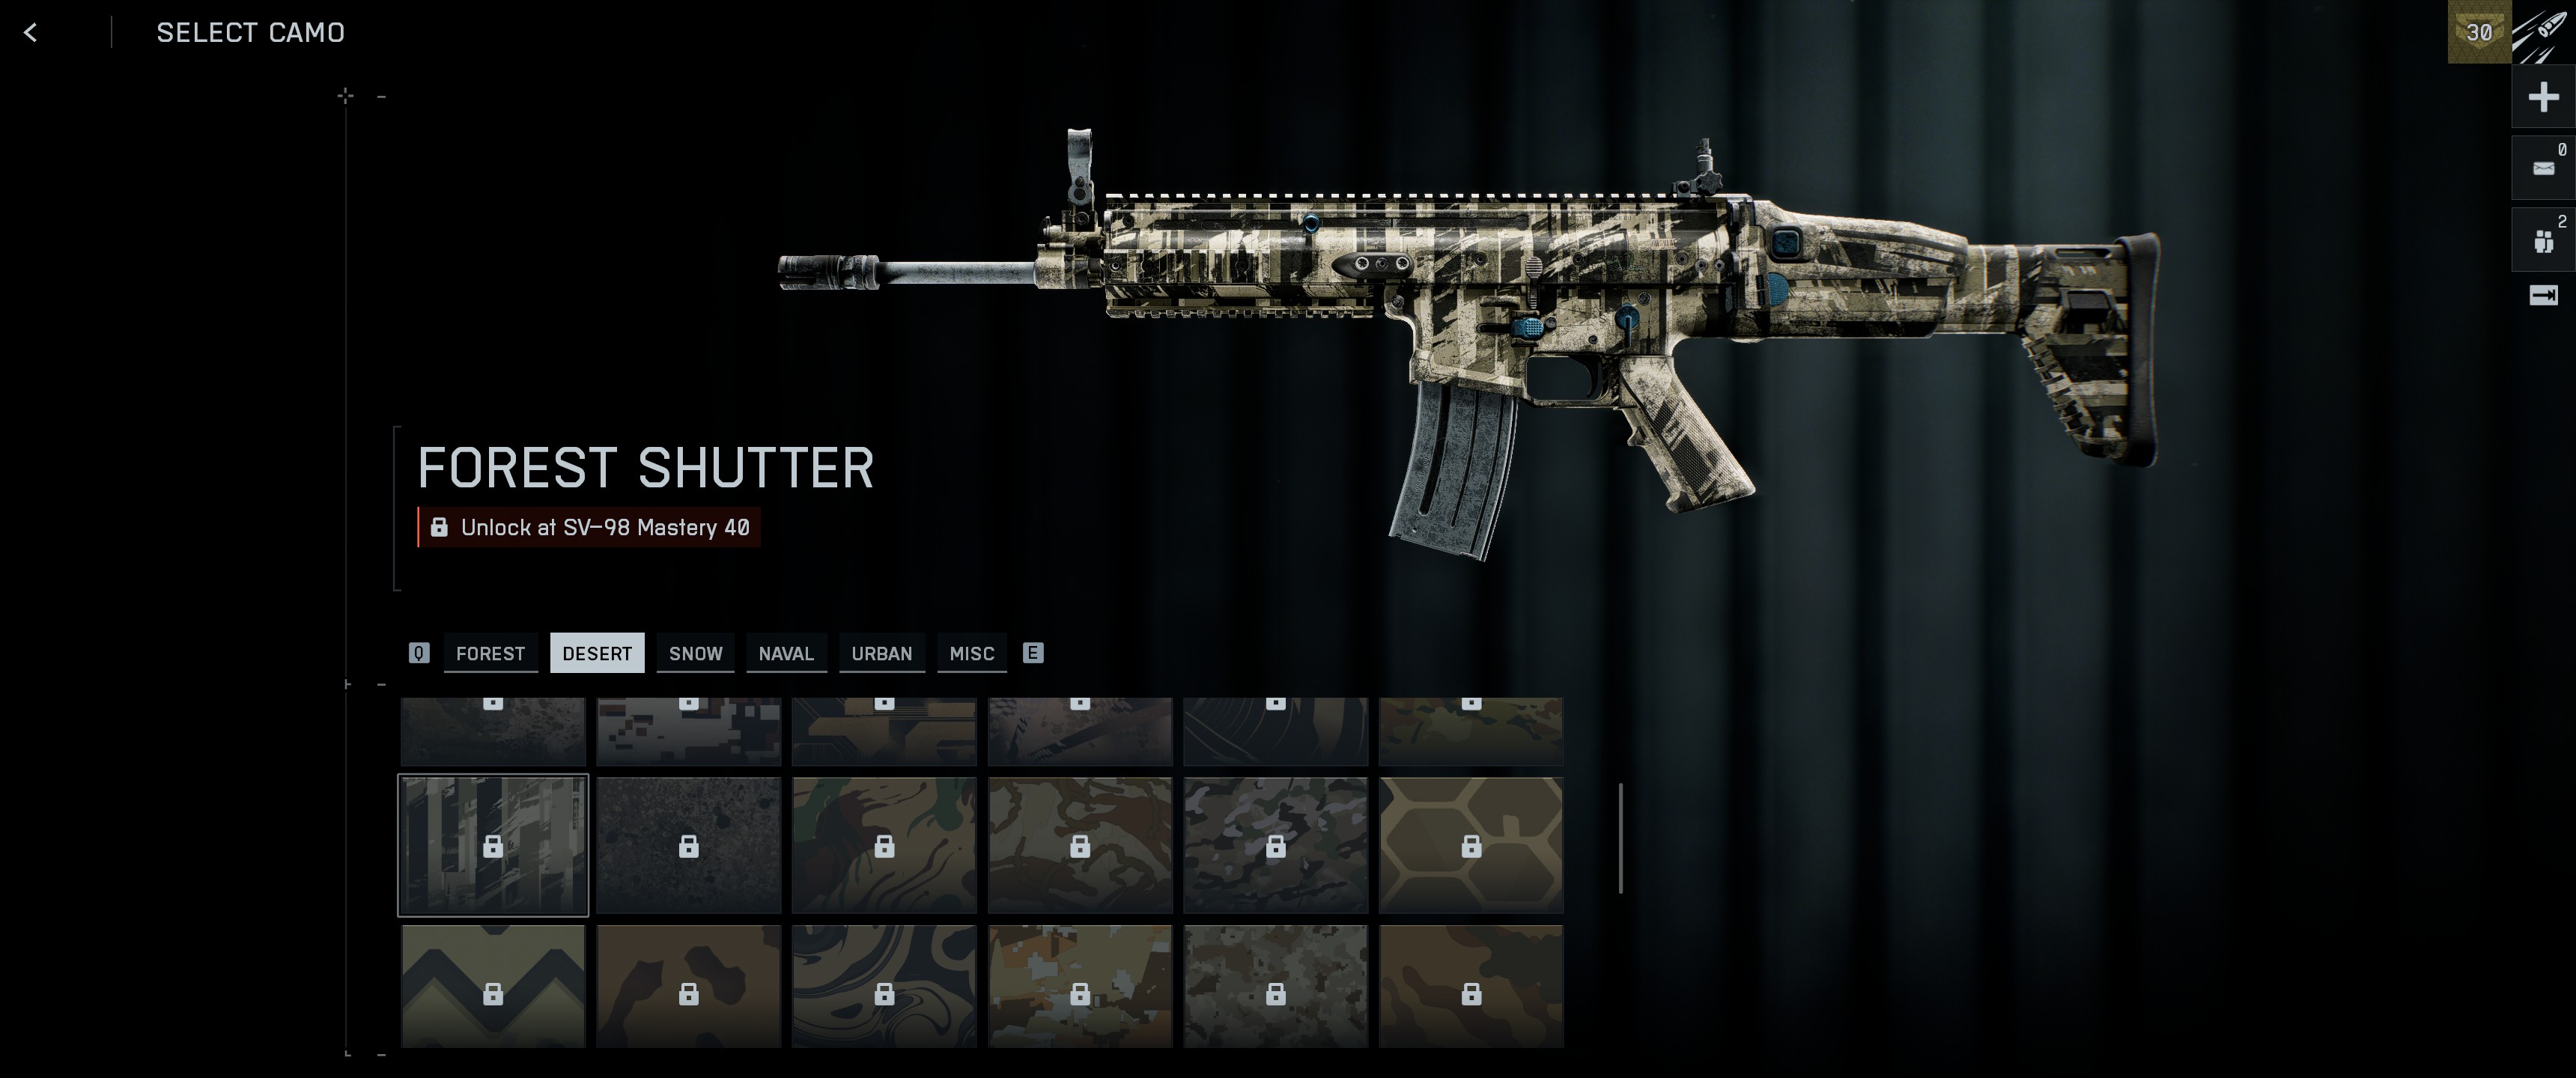 SELECT CAMO
30
0
2
FOREST SHUTTER
Unlock at SV-98 Mastery 40
Q FOREST DESERT SNOW NAVAL URBAN MISC E